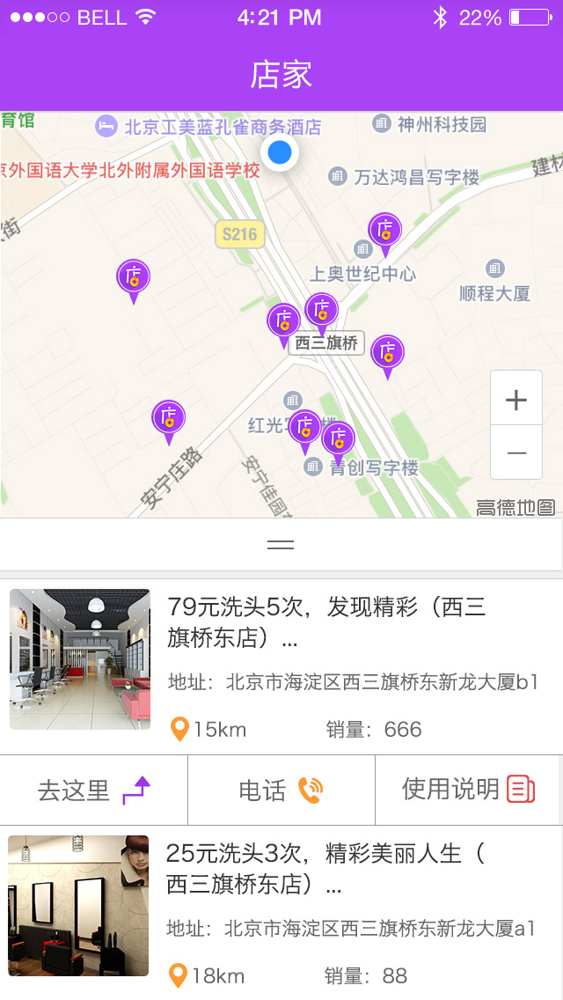 BELL 4:21 PM 22%
店家
育馆
北京工美蓝孔雀商务酒店
神州科技园
京外国语大学北外附属外国语学校
万达鸿昌写字楼
建材
街
S216
店
上奥世纪中心
店
顺程大厦
店
店
西三旗桥
店
店
红光写
店
店
青创写字楼
安宁庄路
安宁佳园
高德地图
79元洗头5次，发现精彩（西三
旗桥东店）...
地址：北京市海淀区西三旗桥东新龙大厦b1
15km 销量：666
去这里 电话 使用说明
25元洗头3次，精彩美丽人生（
西三旗桥东店）...
地址：北京市海淀区西三旗桥东新龙大厦a1
18km 销量：88